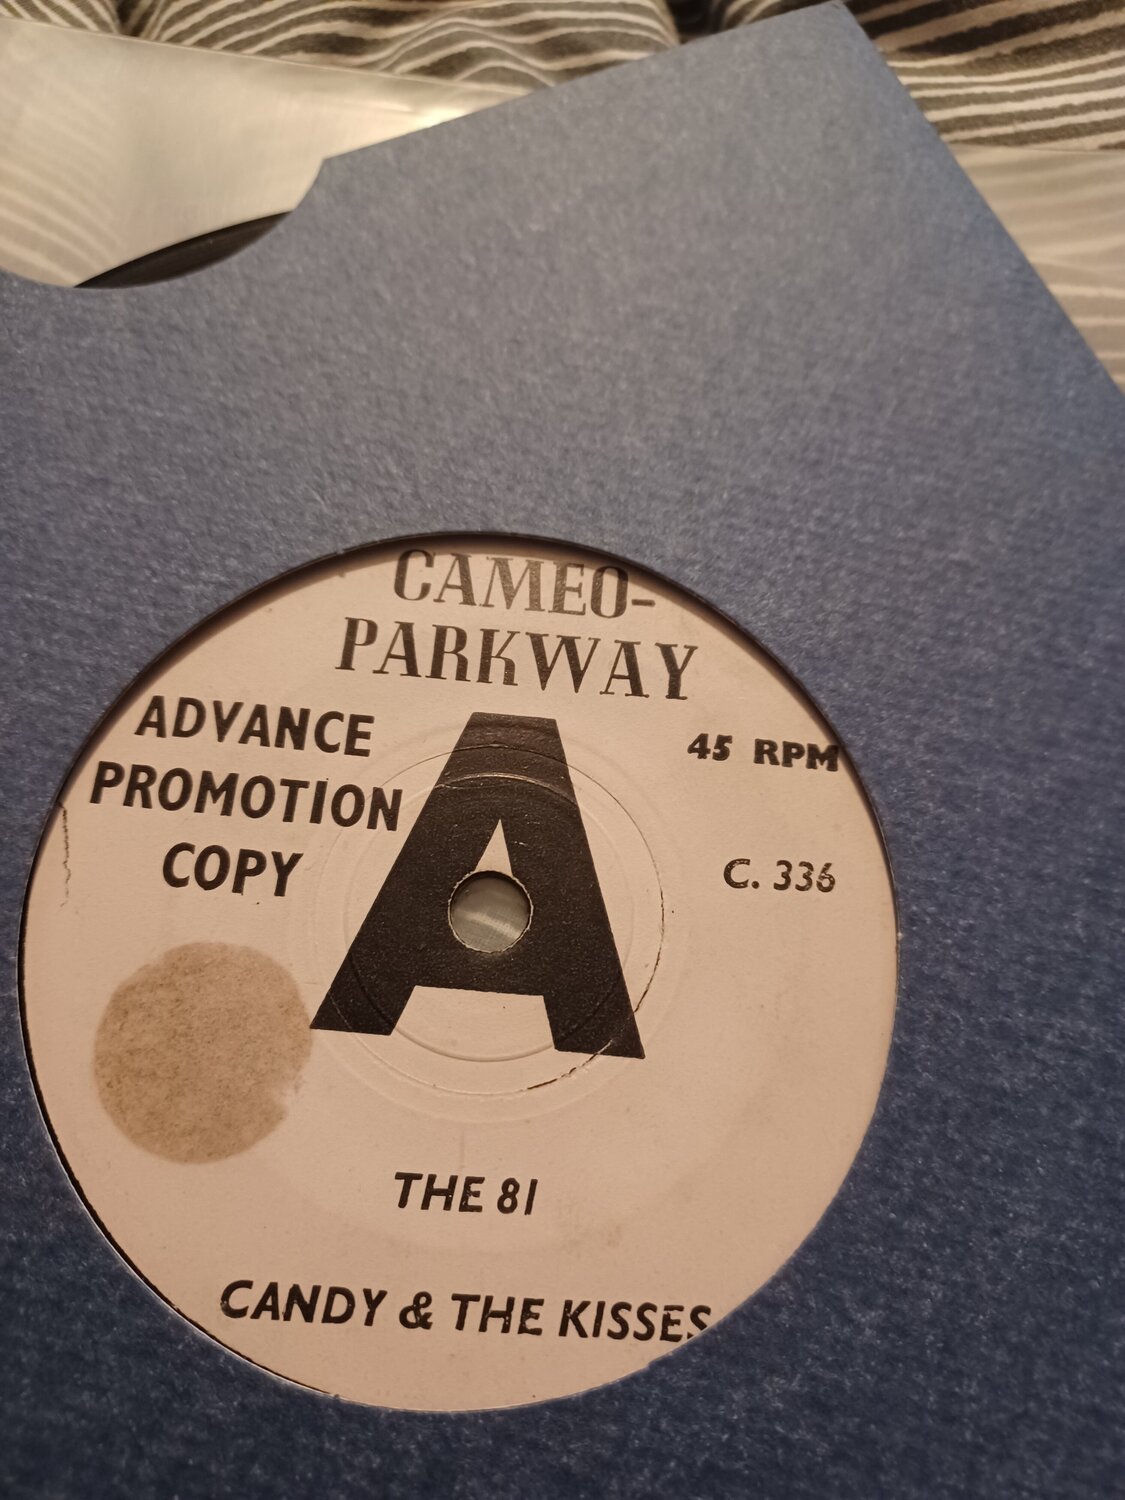 CAMEO-
PARKWAY
ADVANCE
PROMOTION
COPY
A
45 RPM
C. 336
THE 81
CANDY & THE KISSES